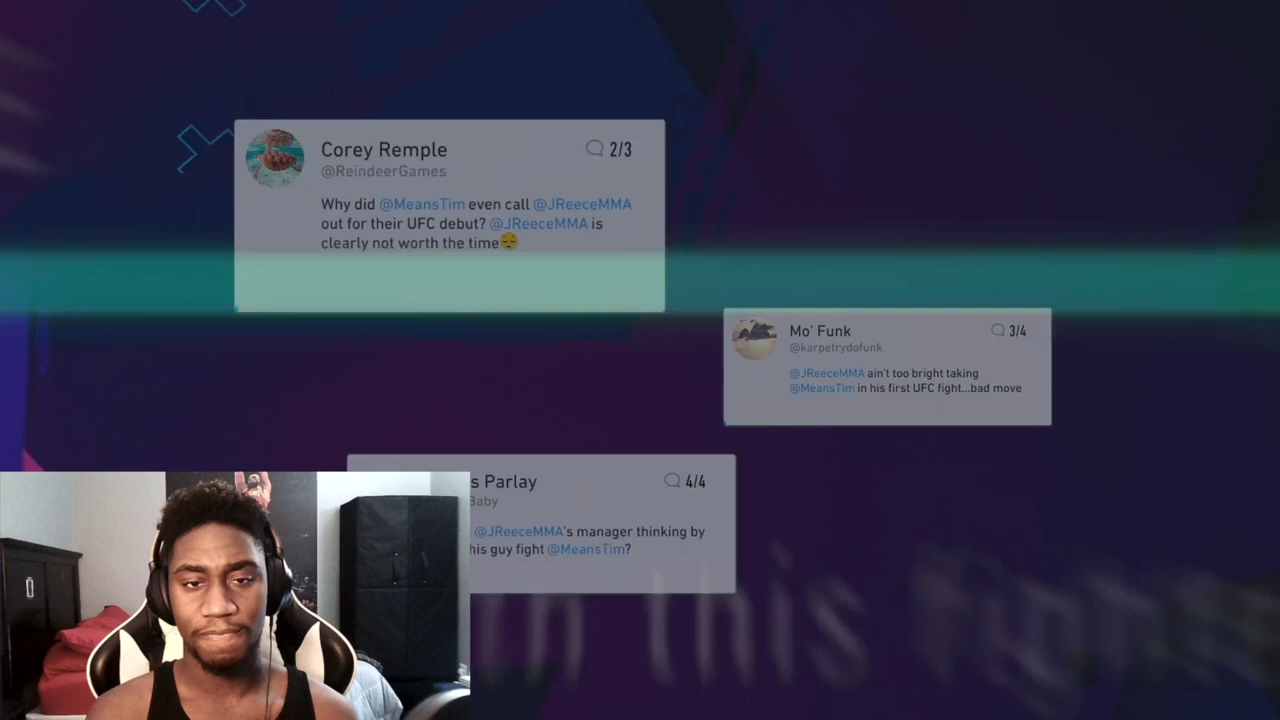 Corey Remple
2/3
@ReindeerGames
Why did @MeansTim even call @JReeceMMA
out for their UFC debut? @JReeceMMA is
clearly not worth the time
Mo' Funk
3/4
@karpetrydofunk
@JReeceMMA ain't too bright taking
@MeansTim in his first UFC fight...bad move
s Parlay
4/4
Baby
@JReeceMMA's manager thinking by
his guy fight @MeansTim?
this